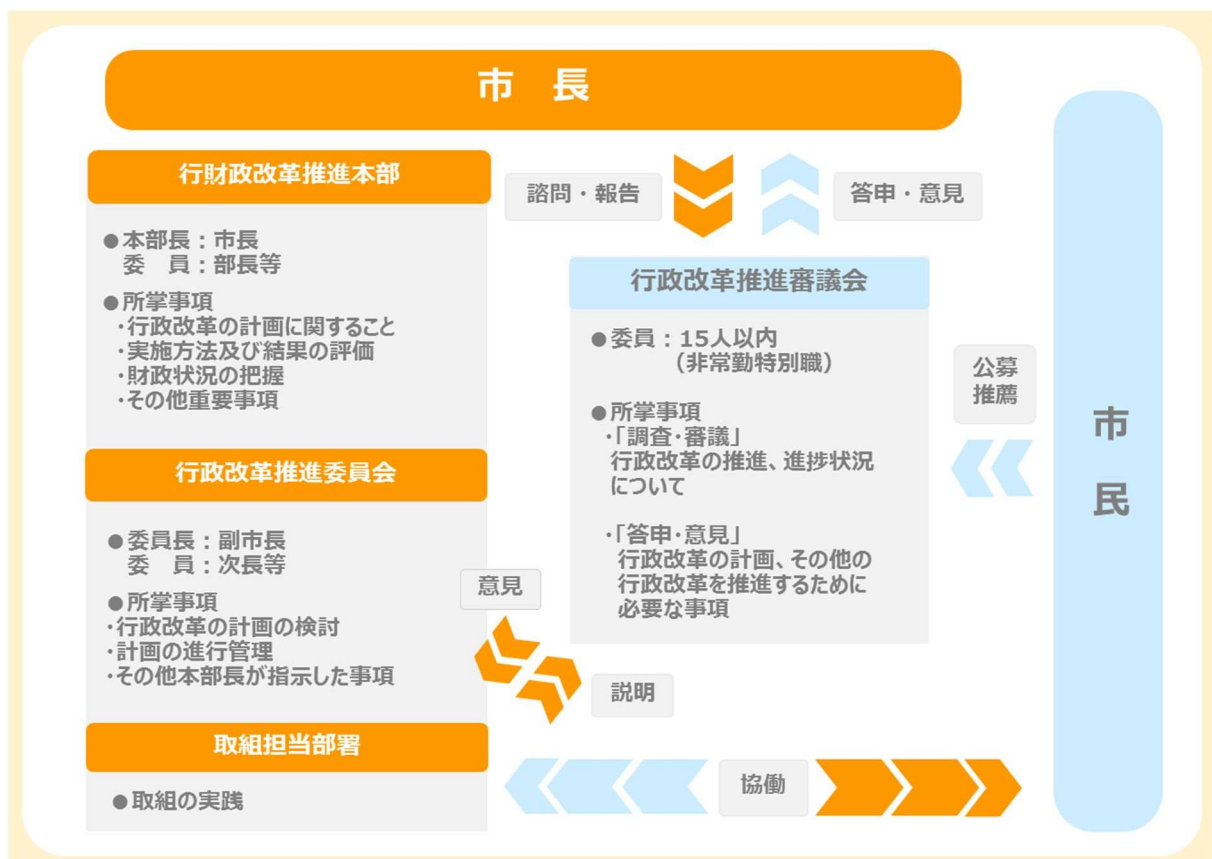 市 長
行財政改革推進本部
●本部長：市長
委 員：部長等
●所掌事項
・行政改革の計画に関すること
・実施方法及び結果の評価
・財政状況の把握
・その他重要事項
行政改革推進委員会
●委員長：副市長
委 員：次長等
●所掌事項
・行政改革の計画の検討
・計画の進行管理
・その他本部長が指示した事項
取組担当部署
●取組の実践
諮問・報告
答申・意見
行政改革推進審議会
●委員：15人以内
（非常勤特別職）
●所掌事項
・「調査・審議」
行政改革の推進、進捗状況
について
・「答申・意見」
行政改革の計画、その他の
行政改革を推進するために
必要な事項
意見
説明
協働
公募
推薦
市
民